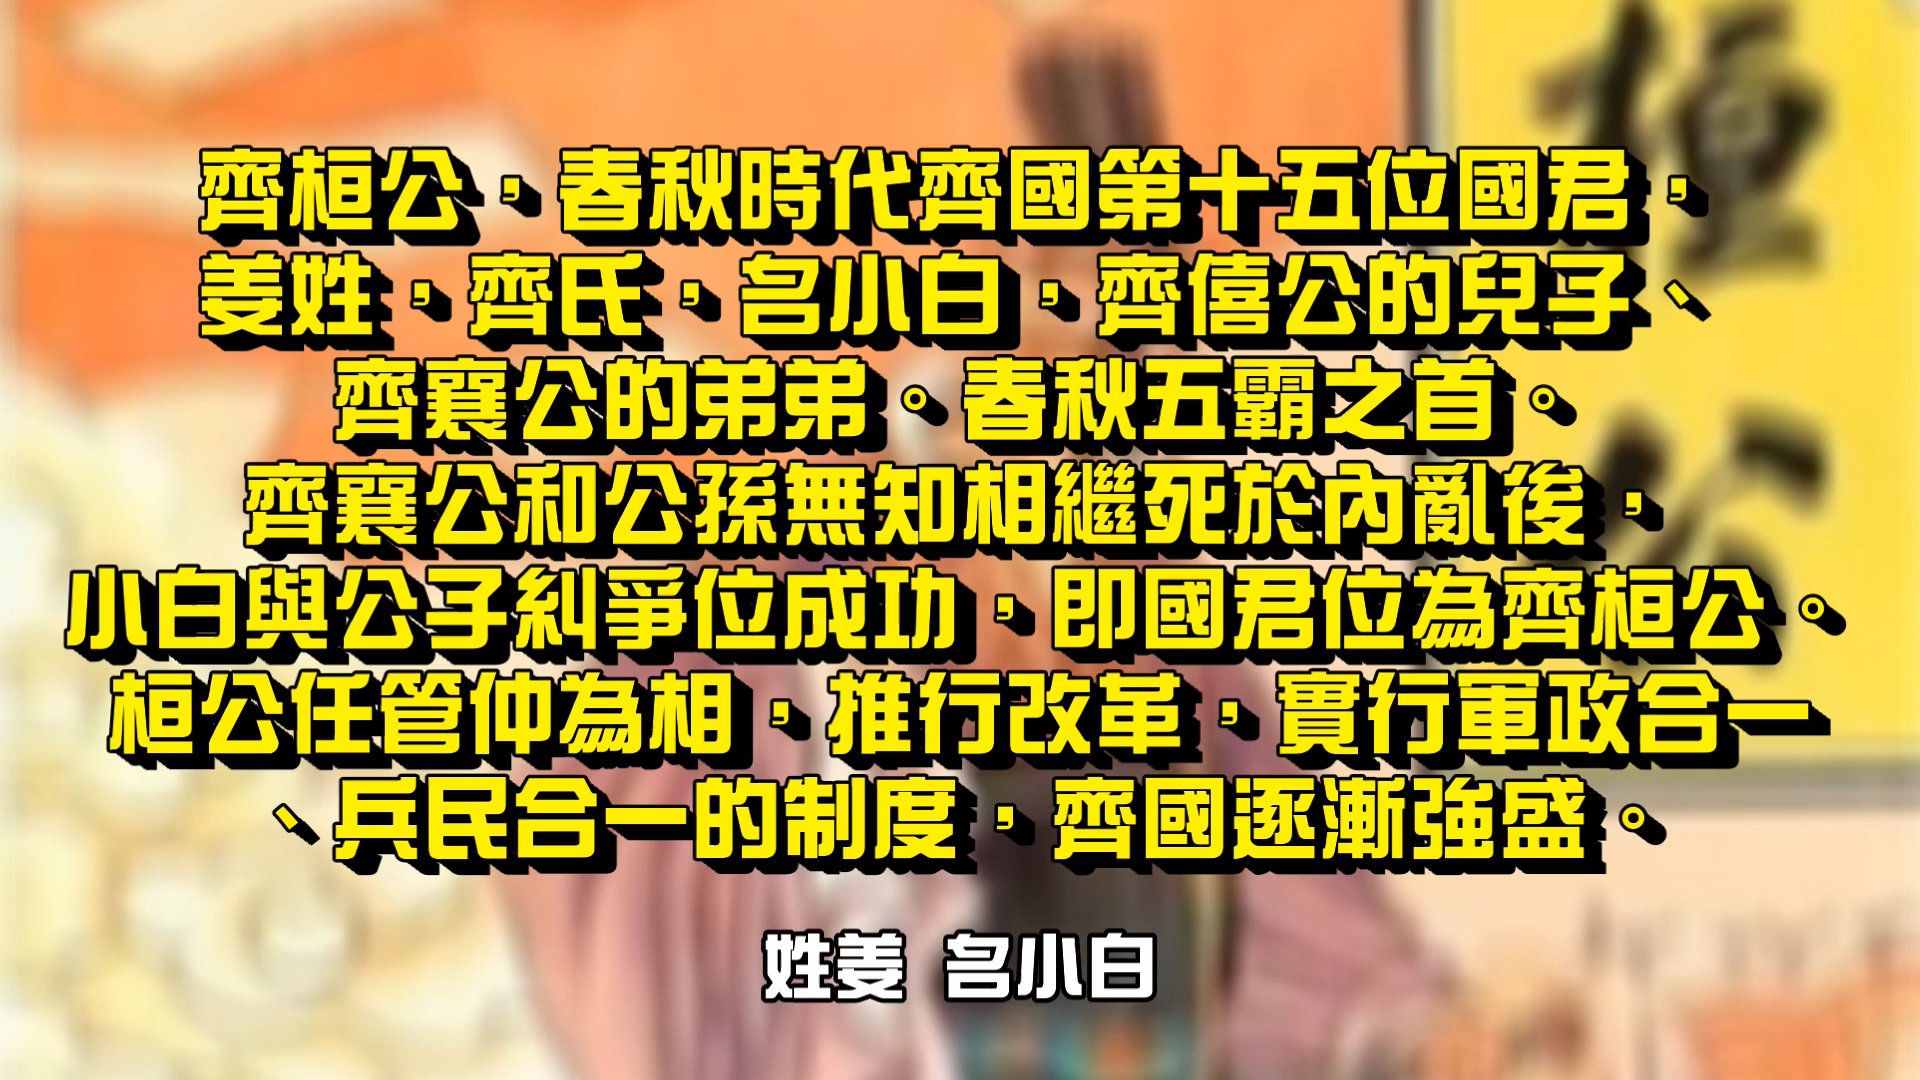 齊桓公，春秋時代齊國第十五位國君，
姜姓，齊氏，名小白，齊僖公的兒子、
齊襄公的弟弟。春秋五霸之首。
齊襄公和公孫無知相繼死於內亂後，
小白與公子糾爭位成功，即國君位為齊桓公。
桓公任管仲為相，推行改革，實行軍政合一
、兵民合一的制度，齊國逐漸強盛。
姓姜 名小白
桓公